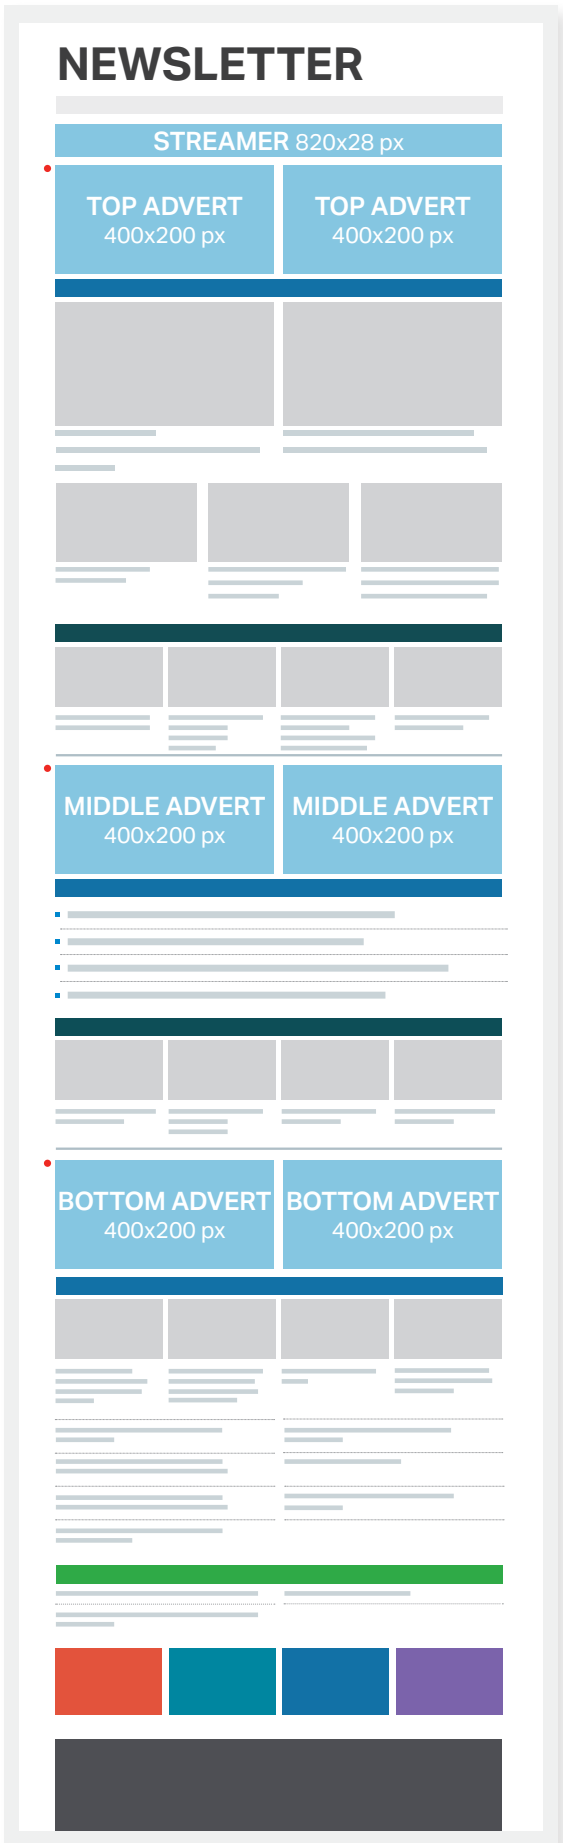 NEWSLETTER
STREAMER 820x28 px
TOP ADVERT
400x200 px
TOP ADVERT
400x200 px
MIDDLE ADVERT
400x200 px
MIDDLE ADVERT
400x200 px
BOTTOM ADVERT
400x200 px
BOTTOM ADVERT
400x200 px